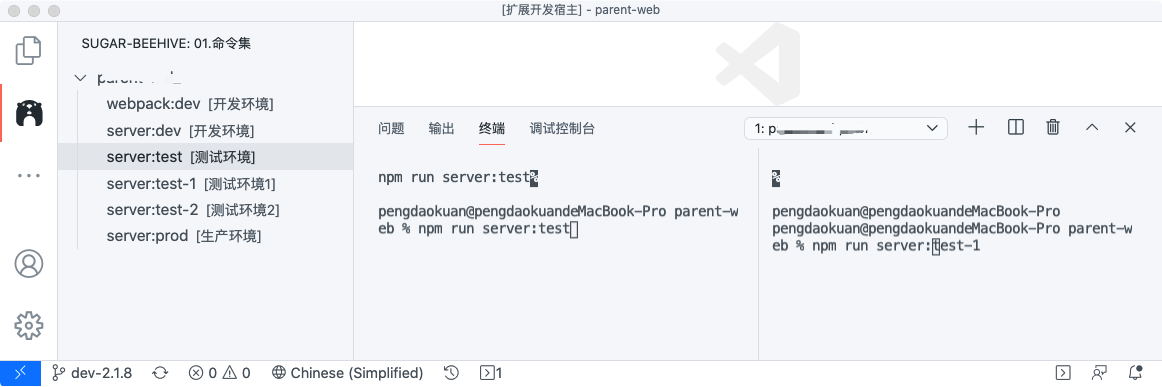 [扩展开发宿主] - parent-web
SUGAR-BEEHIVE: 01.命令集
webpack:dev [开发环境]
server:dev [开发环境]
server:test [测试环境]
server:test-1 [测试环境1]
server:test-2 [测试环境2]
server:prod [生产环境]
问题 输出 终端 调试控制台
1:
npm run server:test%
pengdaokuan@pengdaokuandeMacBook-Pro parent-w
eb % npm run server:test
%
pengdaokuan@pengdaokuandeMacBook-Pro
pengdaokuan@pengdaokuandeMacBook-Pro parent-w
eb % npm run server:test-1
dev-2.1.8 0 0 Chinese (Simplified) 1